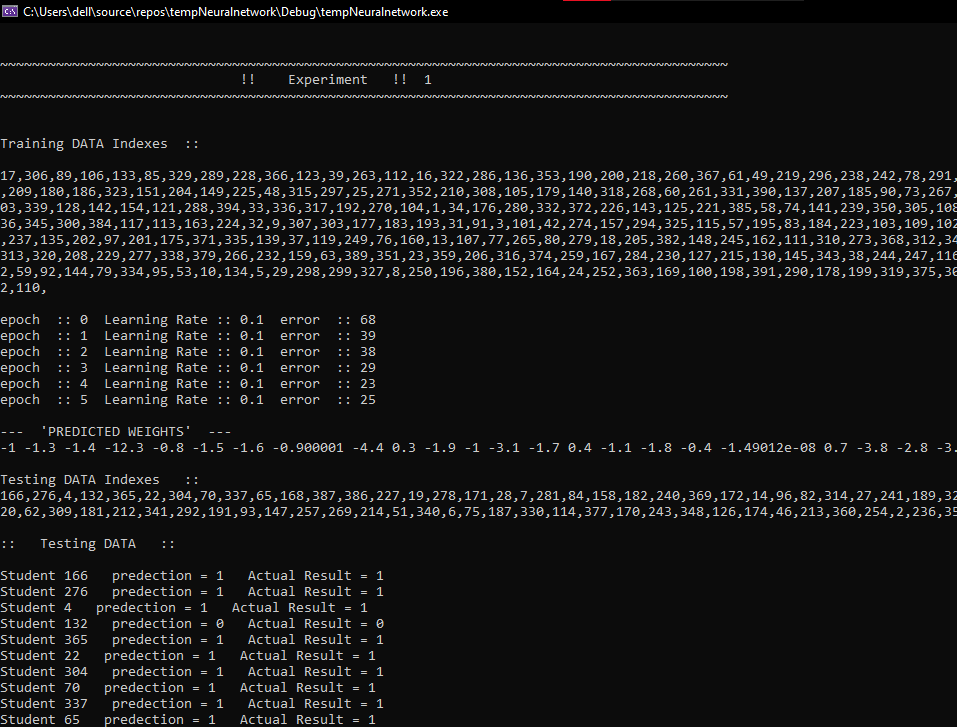 C:\Users\dell\source\repos\tempNeuralnetwork\Debug\tempNeuralnetwork.exe
~~~~~~~~~~~~~~~~~~~~~~~~~~~~~~~~~~~~~~~~~~~~~~~~~~~~~~~~~~~~~~~~~~~~~~~~~~~~~~~~~~~~~~~~~~~
!!    Experiment   !!  1
~~~~~~~~~~~~~~~~~~~~~~~~~~~~~~~~~~~~~~~~~~~~~~~~~~~~~~~~~~~~~~~~~~~~~~~~~~~~~~~~~~~~~~~~~~~
Training DATA Indexes  ::
17,306,89,106,133,85,329,289,228,366,123,39,263,112,16,322,286,136,353,190,200,218,260,367,61,49,219,296,238,242,78,291,
,209,180,186,323,151,204,149,225,48,315,297,25,271,352,210,308,105,179,140,318,268,60,261,331,390,137,207,185,90,73,267,
03,339,128,142,154,121,288,394,33,336,317,192,270,104,1,34,176,280,332,372,226,143,125,221,385,58,74,141,239,350,305,108
36,345,300,384,117,113,163,224,32,9,307,303,177,183,193,31,91,3,101,42,274,157,294,325,115,57,195,83,184,223,103,109,102
,237,135,202,97,201,175,371,335,139,37,119,249,76,160,13,107,77,265,80,279,18,205,382,148,245,162,111,310,273,368,312,34
313,320,208,229,277,338,379,266,232,159,63,389,351,23,359,206,316,374,259,167,284,230,127,215,130,145,343,38,244,247,116
2,59,92,144,79,334,95,53,10,134,5,29,298,299,327,8,250,196,380,152,164,24,252,363,169,100,198,391,290,178,199,319,375,30
2,110,
epoch  :: 0  Learning Rate :: 0.1  error  :: 68
epoch  :: 1  Learning Rate :: 0.1  error  :: 39
epoch  :: 2  Learning Rate :: 0.1  error  :: 38
epoch  :: 3  Learning Rate :: 0.1  error  :: 29
epoch  :: 4  Learning Rate :: 0.1  error  :: 23
epoch  :: 5  Learning Rate :: 0.1  error  :: 25
---  'PREDICTED WEIGHTS'  ---
-1 -1.3 -1.4 -12.3 -0.8 -1.5 -1.6 -0.900001 -4.4 0.3 -1.9 -1 -3.1 -1.7 0.4 -1.1 -1.8 -0.4 -1.49012e-08 0.7 -3.8 -2.8 -3.
Testing DATA Indexes   ::
166,276,4,132,365,22,304,70,337,65,168,387,386,227,19,278,171,28,7,281,84,158,182,240,369,172,14,96,82,314,27,241,189,32
20,62,309,181,212,341,292,191,93,147,257,269,214,51,340,6,75,187,330,114,377,170,243,348,126,174,46,213,360,254,2,236,35
::   Testing DATA   ::
Student 166   predection = 1   Actual Result = 1
Student 276   predection = 1   Actual Result = 1
Student 4   predection = 1   Actual Result = 1
Student 132   predection = 0   Actual Result = 0
Student 365   predection = 1   Actual Result = 1
Student 22   predection = 1   Actual Result = 1
Student 304   predection = 1   Actual Result = 1
Student 70   predection = 1   Actual Result = 1
Student 337   predection = 1   Actual Result = 1
Student 65   predection = 1   Actual Result = 1